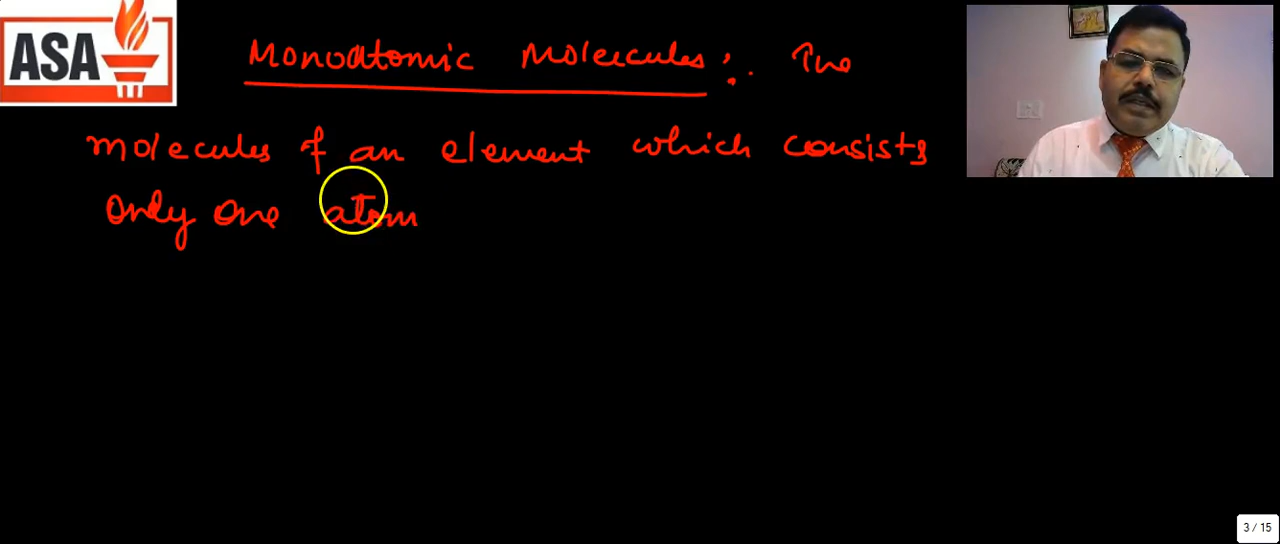 ASA
Monoatomic Molecules :. The
molecules of an element which consists
only one atom
3 / 15